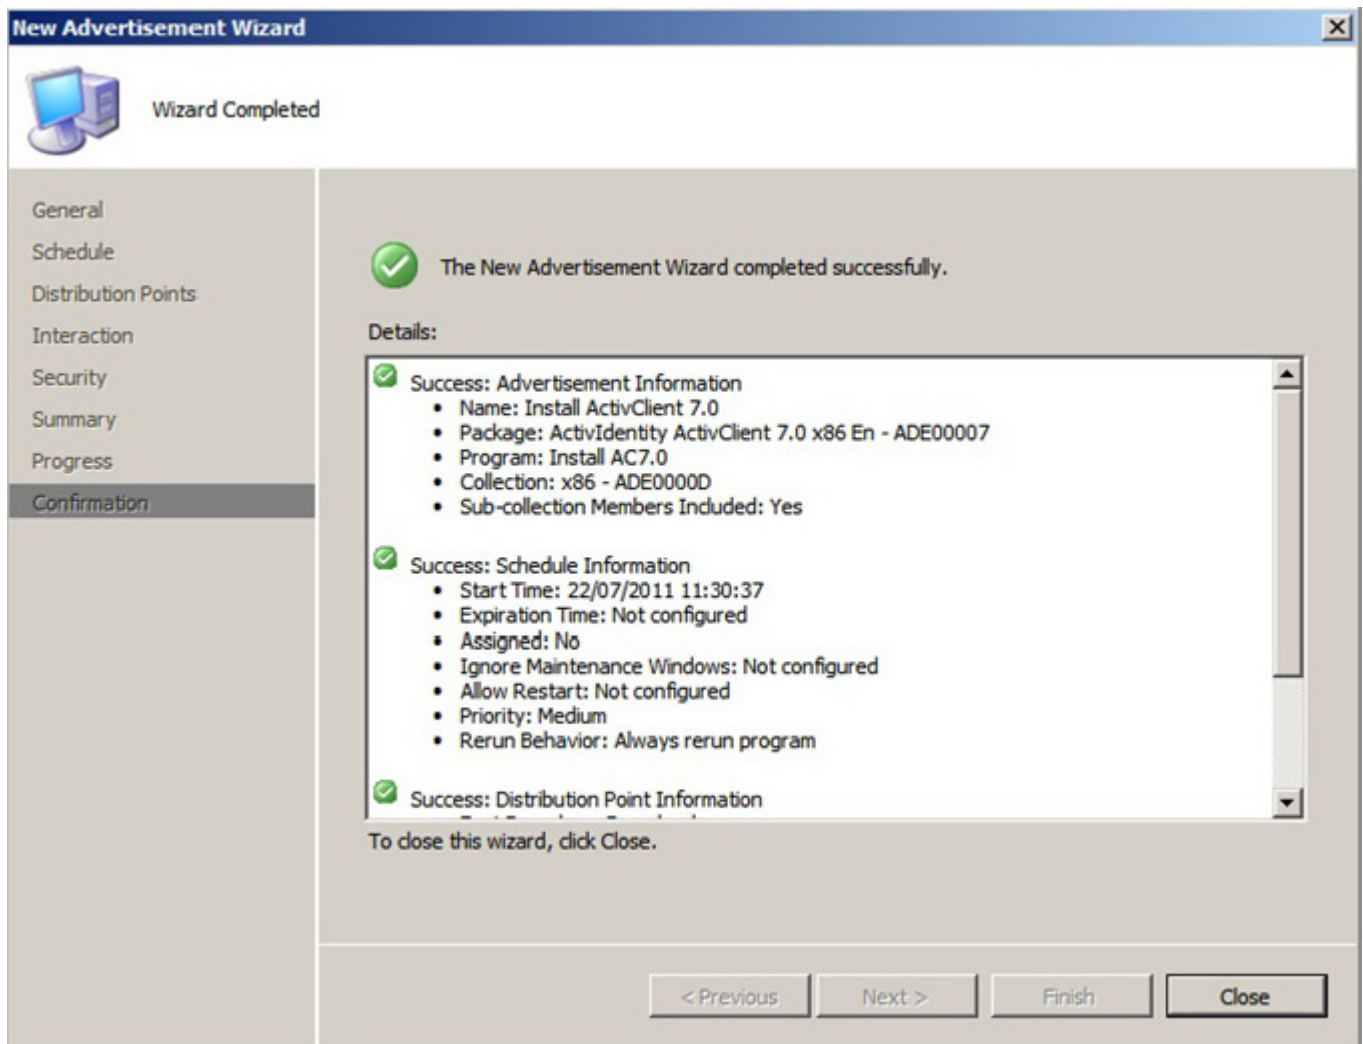 New Advertisement Wizard
Wizard Completed
General
Schedule
Distribution Points
Interaction
Security
Summary
Progress
Confirmation
The New Advertisement Wizard completed successfully.
Details:
Success: Advertisement Information
• Name: Install ActivClient 7.0
• Package: ActivIdentity ActivClient 7.0 x86 En - ADE00007
• Program: Install AC7.0
• Collection: x86 - ADE0000D
• Sub-collection Members Included: Yes
Success: Schedule Information
• Start Time: 22/07/2011 11:30:37
• Expiration Time: Not configured
• Assigned: No
• Ignore Maintenance Windows: Not configured
• Allow Restart: Not configured
• Priority: Medium
• Rerun Behavior: Always rerun program
Success: Distribution Point Information
To close this wizard, click Close.
< Previous
Next >
Finish
Close